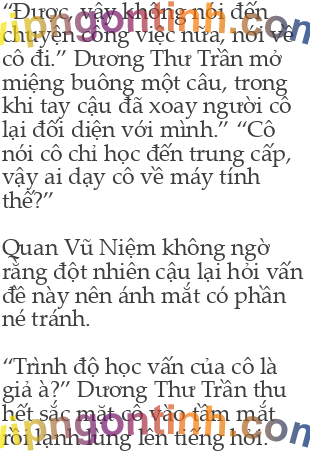 “Được, vậy không nói đến
chuyện công việc nữa, nói về
cô đi.” Dương Thư Trần mở
miệng buông một câu, trong
khi tay cậu đã xoay người cô
lại đối diện với mình.” “Cô
nói cô chỉ học đến trung cấp,
vậy ai dạy cô về máy tính
thế?”
Quan Vũ Niệm không ngờ
rằng đột nhiên cậu lại hỏi vấn
đề này nên ánh mắt có phần
né tránh.
“Trình độ học vấn của cô là
giả à?” Dương Thư Trần thu
hết sắc mặt cô vào tầm mắt
rồi lạnh lùng lên tiếng hỏi.
vipngontinh.com
vipngontinh.com